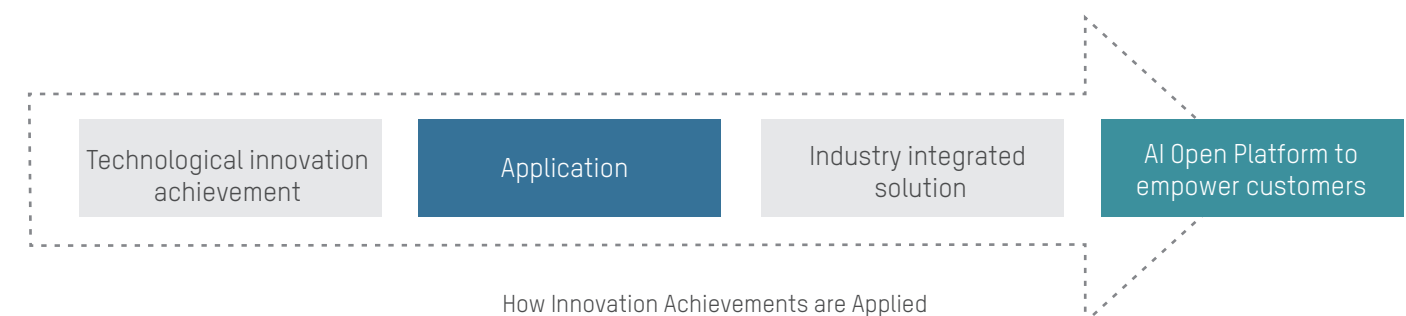 Technological innovation
achievement
Application
Industry integrated
solution
AI Open Platform to
empower customers
How Innovation Achievements are Applied